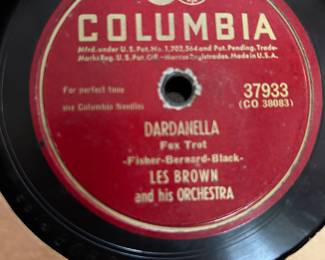 COLUMBIA
Mfrd. under U.S. Pat. No. 1,702,564 and Pat. Pending. Trade-
Marks Reg. U.S. Pat. Off. Marcas Registradas. Made in U.S.A.
For perfect tone
use Columbia Needles
37933
(CO 38083)
DARDANELLA
Fox Trot
-Fisher-Bernard-Black-
LES BROWN
and his ORCHESTRA